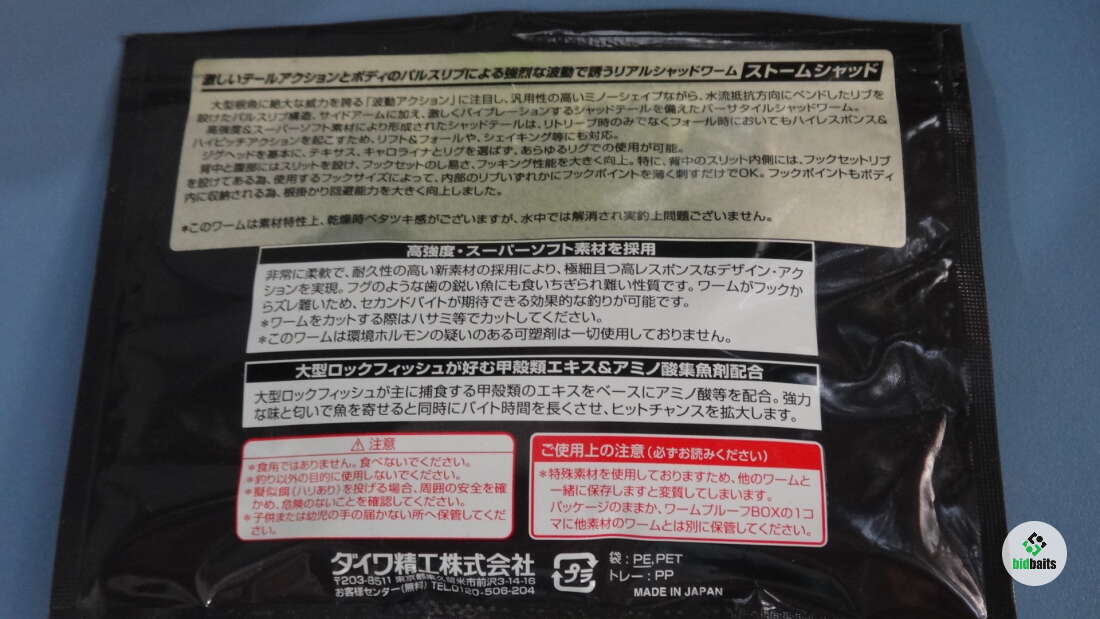 激しいテールアクションとボディのパルスリブによる強烈な波動で誘うリアルシャッドワーム ストームシャッド
大型根魚に絶大な威力を誇る「波動アクション」に注目し、汎用性の高いミノーシェイプながら、水流抵抗方向にベンドしたリブを
設けたパルスリブ構造、サイドアームに加え、激しくバイブレーションするシャッドテールを備えたバーサタイルシャッドワーム。
高強度&スーパーソフト素材により形成されたシャッドテールは、リトリーブ時のみでなくフォール時においてもハイレスポンス&
ハイピッチアクションを起こすため、リフト&フォールや、シェイキング等にも対応。
ジグヘッドを基本に、テキサス、キャロライナとリグを選ばず、あらゆるリグでの使用が可能。
背中と腹部にはスリットを設け、フックセットのし易さ、フッキング性能を大きく向上。特に、背中のスリット内側には、フックセットリブ
を設けてある為、使用するフックサイズによって、内部のリブいずれかにフックポイントを薄く刺すだけでOK。フックポイントもボディ
内に収納される為、根掛かり回避能力を大きく向上しました。
*このワームは素材特性上、乾燥時ベタツキ感がございますが、水中では解消され実釣上問題ございません。
高強度・スーパーソフト素材を採用
非常に柔軟で、耐久性の高い新素材の採用により、極細且つ高レスポンスなデザイン・アク
ションを実現。フグのような歯の鋭い魚にも食いちぎられ難い性質です。ワームがフックか
らズレ難いため、セカンドバイトが期待できる効果的な釣りが可能です。
*ワームをカットする際はハサミ等でカットしてください。
*このワームは環境ホルモンの疑いのある可塑剤は一切使用しておりません。
大型ロックフィッシュが好む甲殻類エキス&アミノ酸集魚剤配合
大型ロックフィッシュが主に捕食する甲殻類のエキスをベースにアミノ酸等を配合。強力
な味と匂いで魚を寄せると同時にバイト時間を長くさせ、ヒットチャンスを拡大します。
⚠注意
*食用ではありません。食べないでください。
*釣り以外の目的に使用しないでください。
*擬似餌(ハリあり)を投げる場合、周囲の安全を確
かめ、危険のないことを確認してください。
*子供または幼児の手の届かない所へ保管してくだ
さい。
ご使用上の注意(必ずお読みください)
*特殊素材を使用しておりますため、他のワームと
一緒に保存しますと変質してしまいます。
パッケージのままか、ワームプルーフBOXの1コ
マに他素材のワームとは別に保管してください。
ダイワ精工株式会社
〒203-8511 東京都東久留米市前沢3-14-16
お客様センター(無料) TEL.0120-506-204
プラ
袋:PE,PET
トレー:PP
MADE IN JAPAN
bidbaits